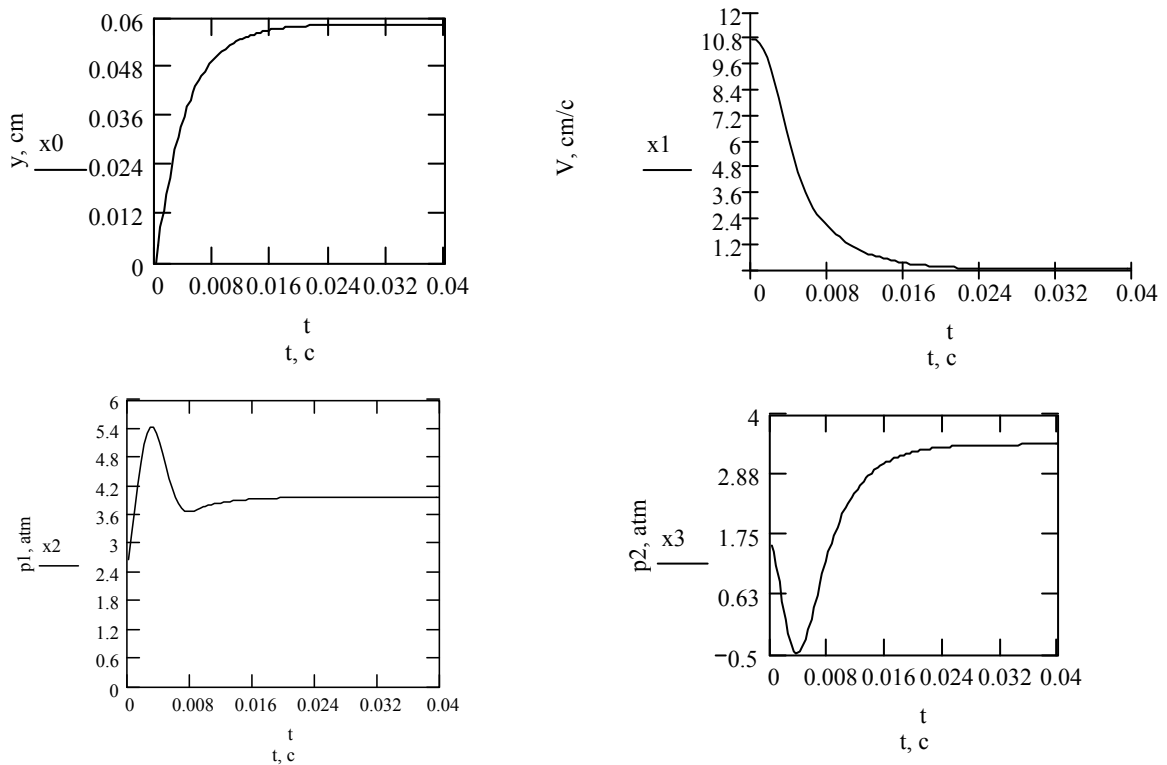 0.06
0.048
0.036
0.024
0.012
0
y, cm
x0
0 0.008 0.016 0.024 0.032 0.04
t
t, c
12
10.8
9.6
8.4
7.2
6
4.8
3.6
2.4
1.2
V, cm/c
x1
0 0.008 0.016 0.024 0.032 0.04
t
t, c
6
5.4
4.8
4.2
3.6
3
2.4
1.8
1.2
0.6
0
p1, atm
x2
0 0.008 0.016 0.024 0.032 0.04
t
t, c
4
2.88
1.75
0.63
−0.5
p2, atm
x3
0 0.008 0.016 0.024 0.032 0.04
t
t, c